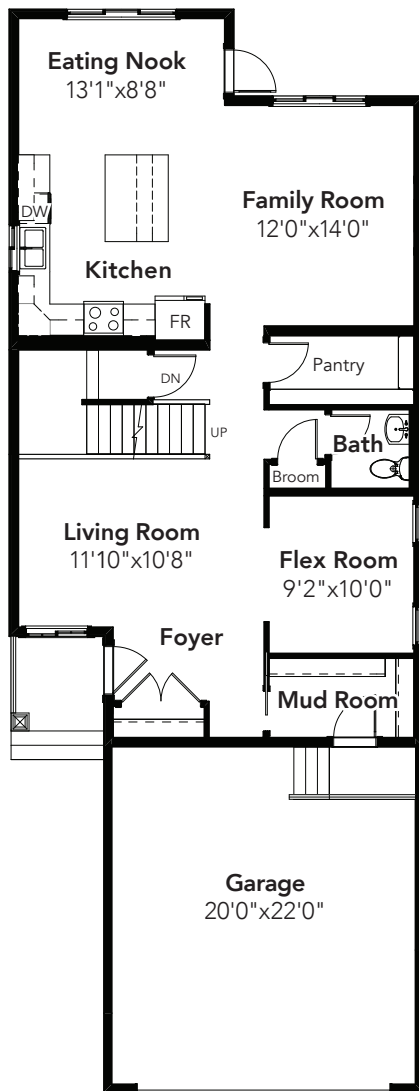 Eating Nook
13'1"x8'8"
Family Room
12'0"x14'0"
DW
Kitchen
FR
Pantry
DN
UP
Bath
Broom
Living Room
11'10"x10'8"
Flex Room
9'2"x10'0"
Foyer
Mud Room
Garage
20'0"x22'0"